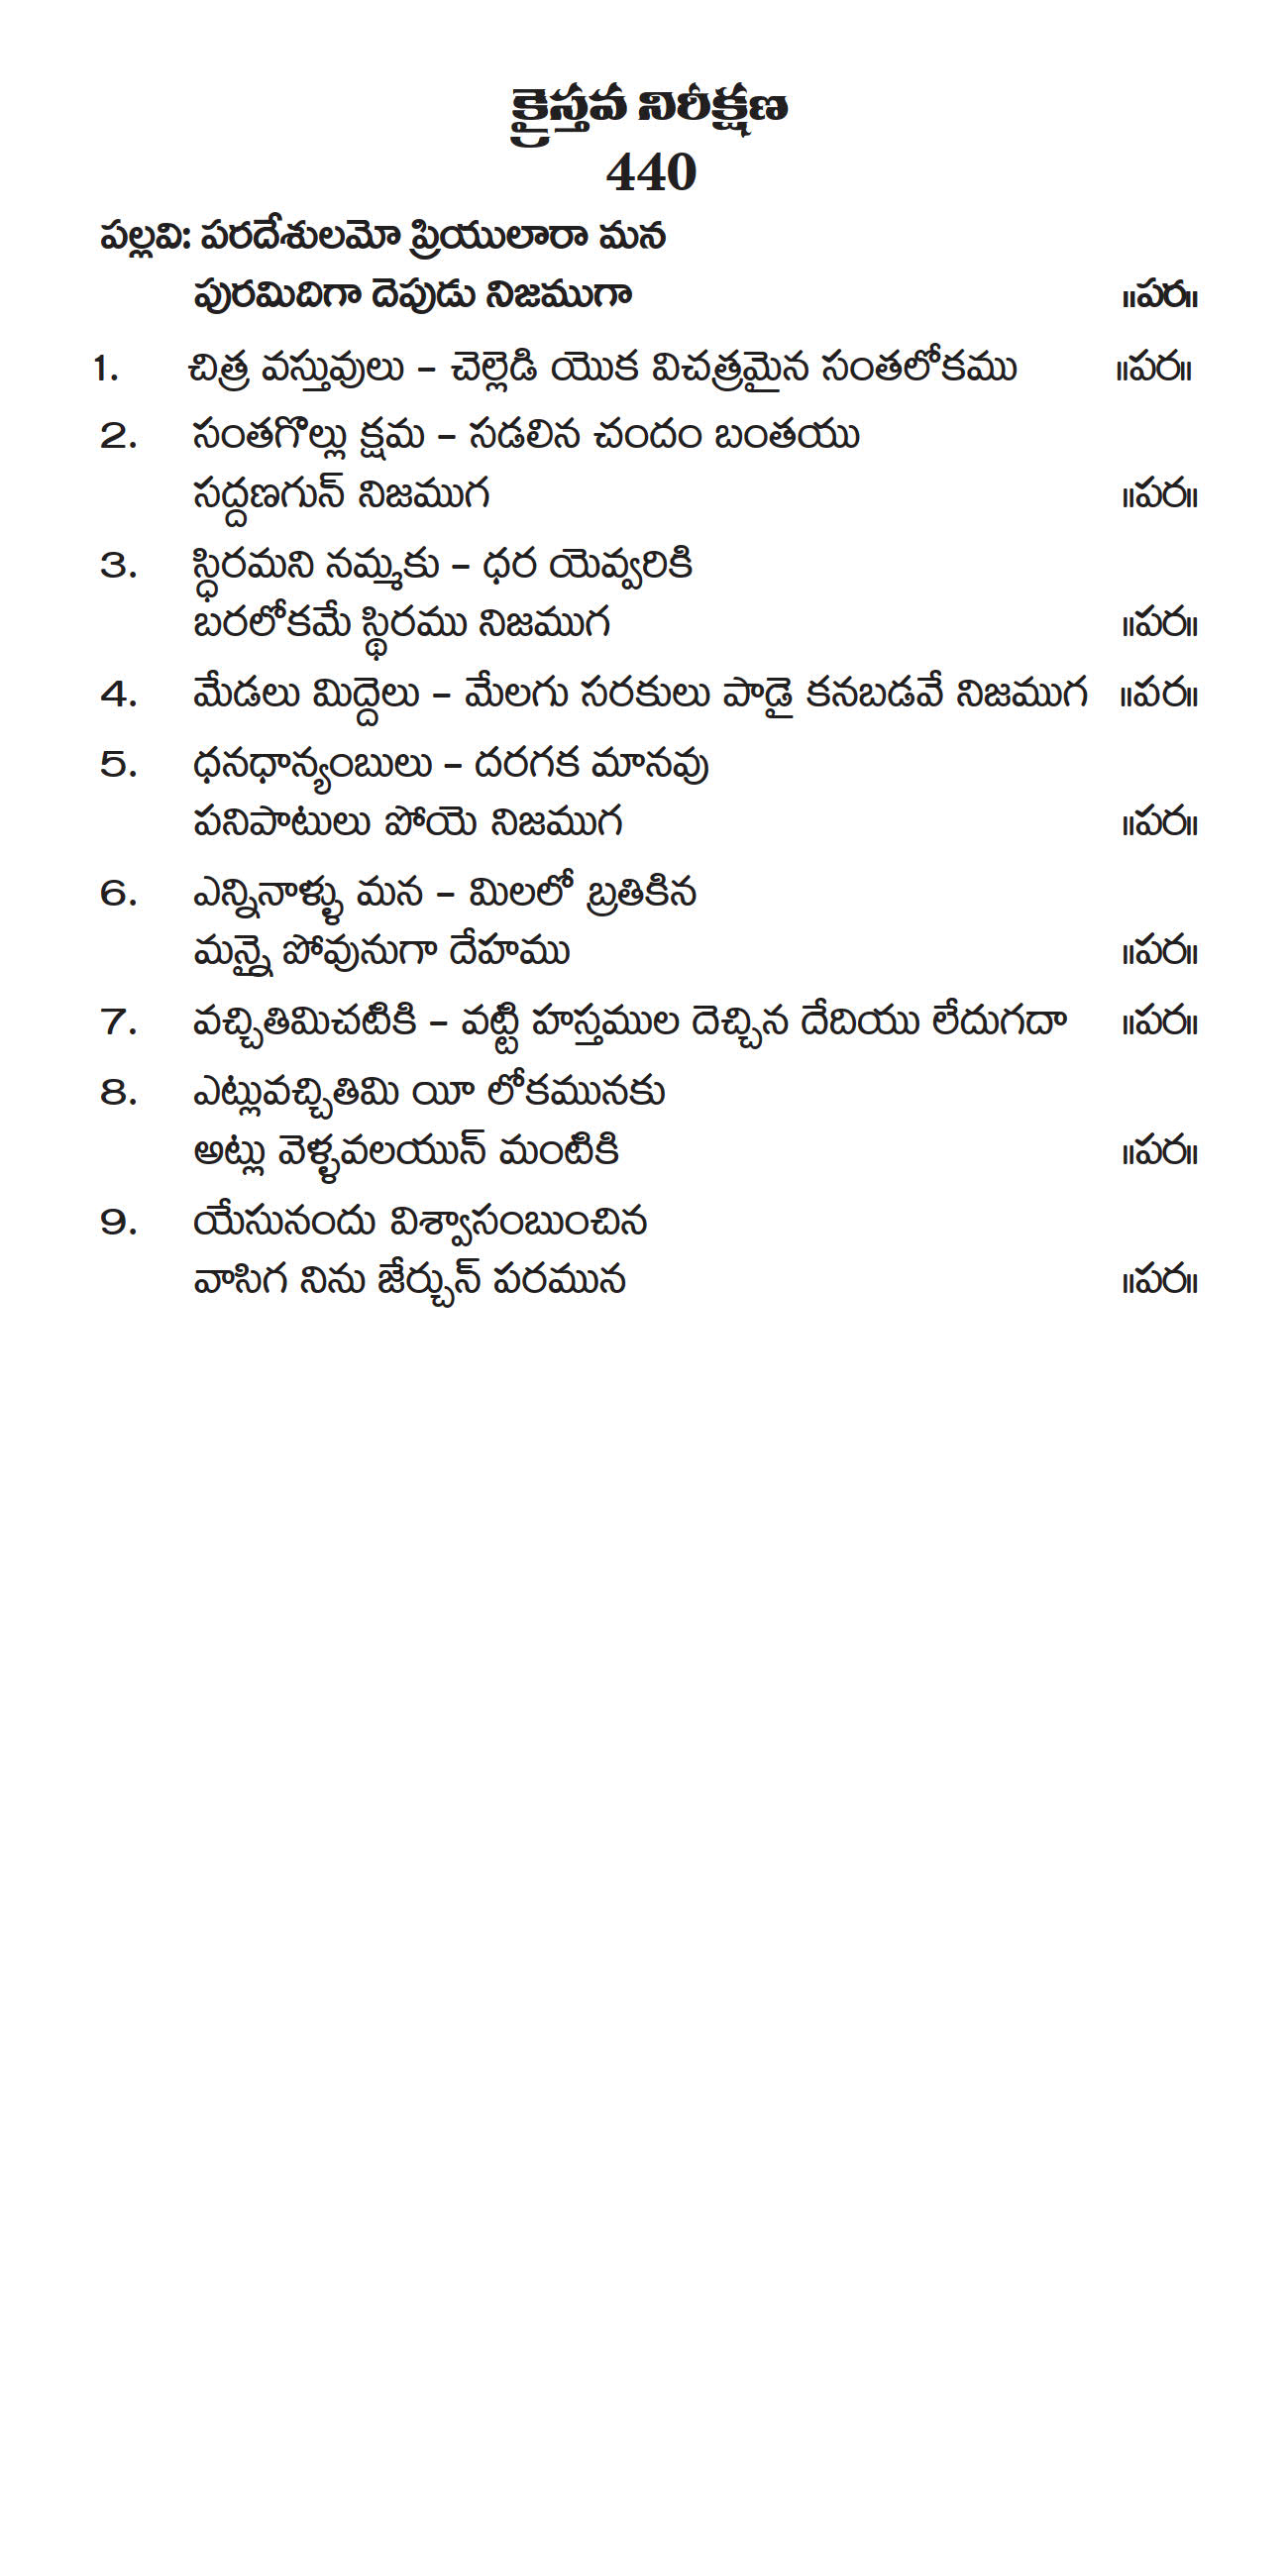 క్రైస్తవ నిరీక్షణ
440
పల్లవి: పరదేశులమో ప్రియులారా మన
పురమిదిగా దెపుడు నిజముగా ॥పర॥
1. చిత్ర వస్తువులు – చెల్లెడి యొక విచత్రమైన సంతలోకము ॥పర॥
2. సంతగొల్లు క్షమ – సడలిన చందం బంతయు
సద్దణగున్ నిజముగ ॥పర॥
3. స్ధిరమని నమ్మకు – ధర యెవ్వరికి
బరలోకమే స్థిరము నిజముగ ॥పర॥
4. మేడలు మిద్దెలు – మేలగు సరకులు పాడై కనబడవే నిజముగ ॥పర॥
5. ధనధాన్యంబులు – దరగక మానవు
పనిపాటులు పోయె నిజముగ ॥పర॥
6. ఎన్నినాళ్ళు మన – మిలలో బ్రతికిన
మన్నై పోవునుగా దేహము ॥పర॥
7. వచ్చితిమిచటికి – వట్టి హస్తముల దెచ్చిన దేదియు లేదుగదా ॥పర॥
8. ఎట్లువచ్చితిమి యీ లోకమునకు
అట్లు వెళ్ళవలయున్ మంటికి ॥పర॥
9. యేసునందు విశ్వాసంబుంచిన
వాసిగ నిను జేర్చున్ పరమున ॥పర॥